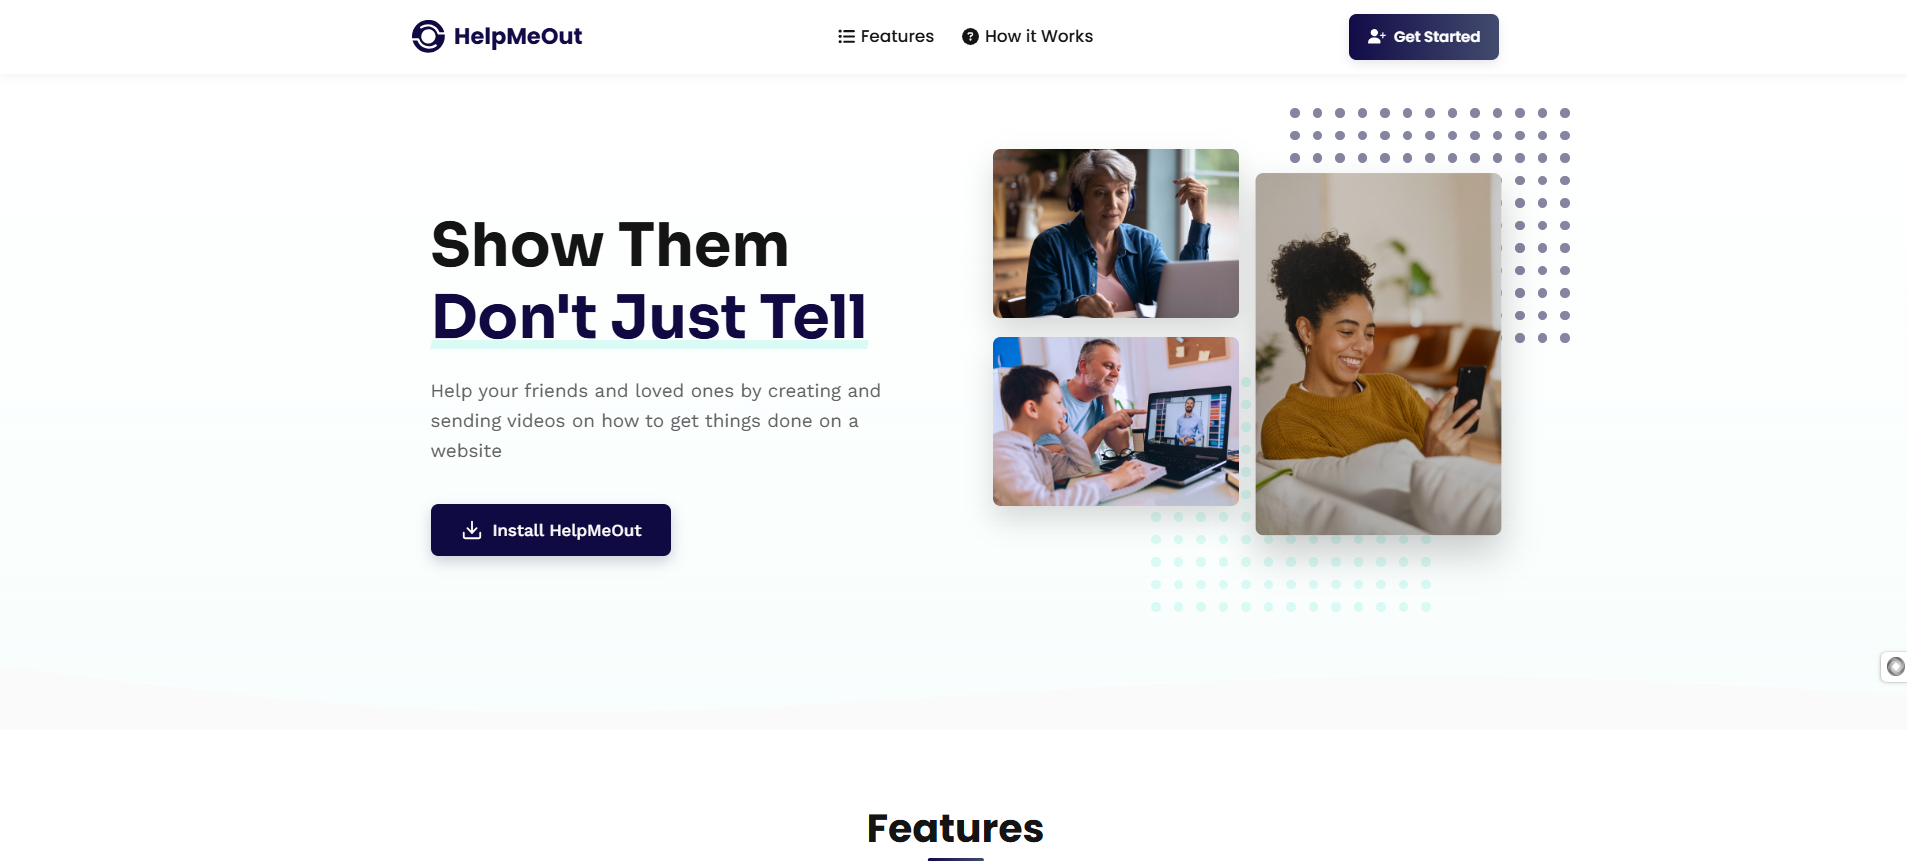 HelpMeOut
Features
How it Works
Get Started
Show Them
Don't Just Tell
Help your friends and loved ones by creating and
sending videos on how to get things done on a
website
Install HelpMeOut
Features